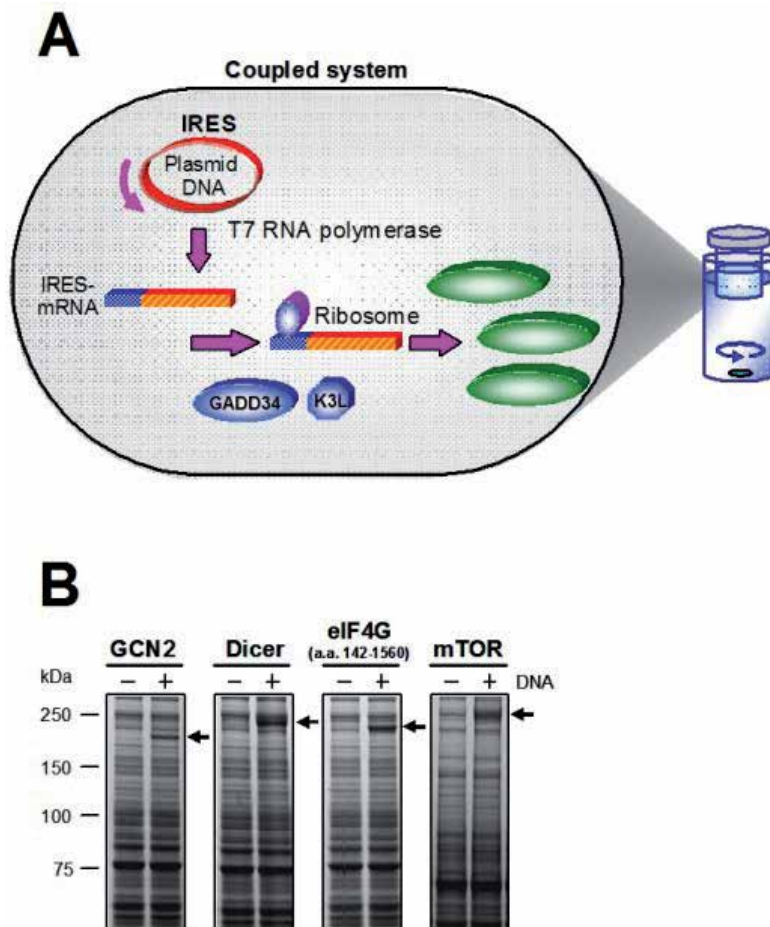 A
Coupled system
IRES
Plasmid
DNA
T7 RNA polymerase
IRES-
mRNA
Ribosome
GADD34
K3L
B
GCN2
Dicer
eIF4G
(a.a. 142-1560)
mTOR
kDa
− + − + − + − + DNA
250
150
100
75